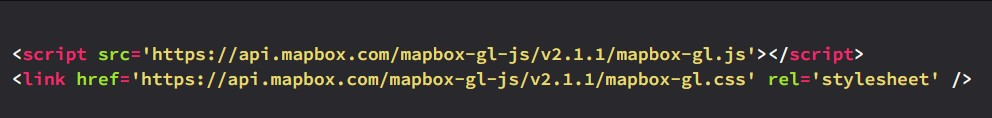 <script src='https://api.mapbox.com/mapbox-gl-js/v2.1.1/mapbox-gl.js'></script>
<link href='https://api.mapbox.com/mapbox-gl-js/v2.1.1/mapbox-gl.css' rel='stylesheet' />